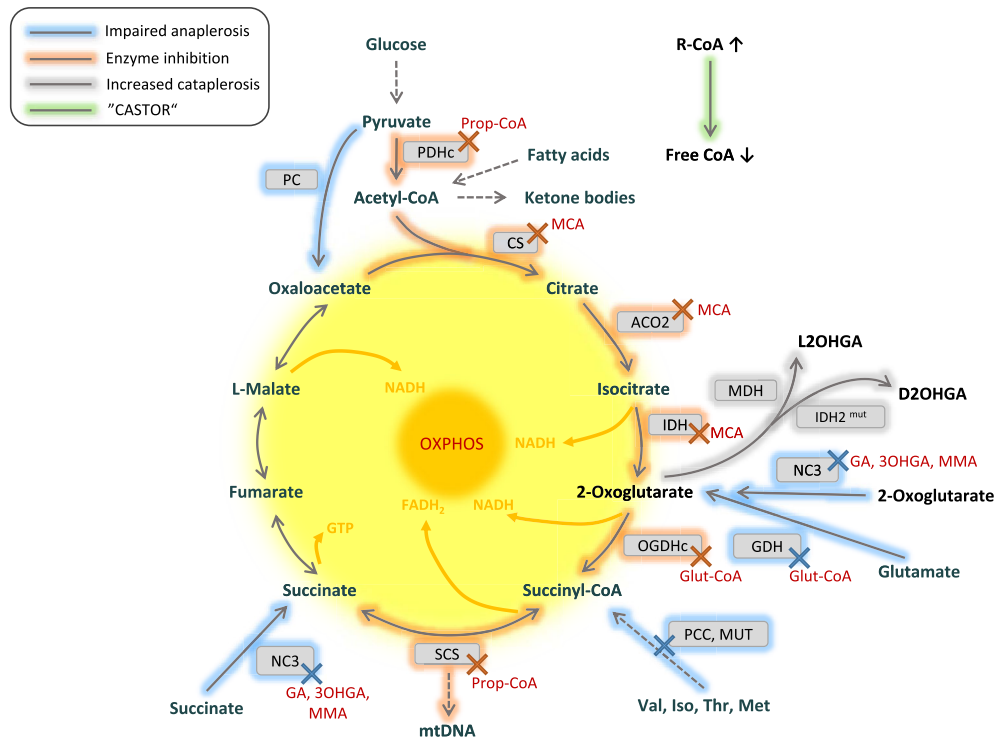 Impaired anaplerosis
Enzyme inhibition
Increased cataplerosis
”CASTOR“
Glucose
R-CoA ↑
Pyruvate
Prop-CoA
PDHc
Fatty acids
Free CoA ↓
PC
Acetyl-CoA
Ketone bodies
MCA
CS
Oxaloacetate
Citrate
MCA
ACO2
L2OHGA
L-Malate
NADH
Isocitrate
MDH
D2OHGA
IDH2 mut
IDH
MCA
OXPHOS
NADH
NC3
GA, 3OHGA, MMA
Fumarate
2-Oxoglutarate
2-Oxoglutarate
FADH2
NADH
GTP
OGDHc
GDH
Glut-CoA
Glut-CoA
Glutamate
Succinate
Succinyl-CoA
PCC, MUT
SCS
NC3
Prop-CoA
GA, 3OHGA,
MMA
Succinate
Val, Iso, Thr, Met
mtDNA